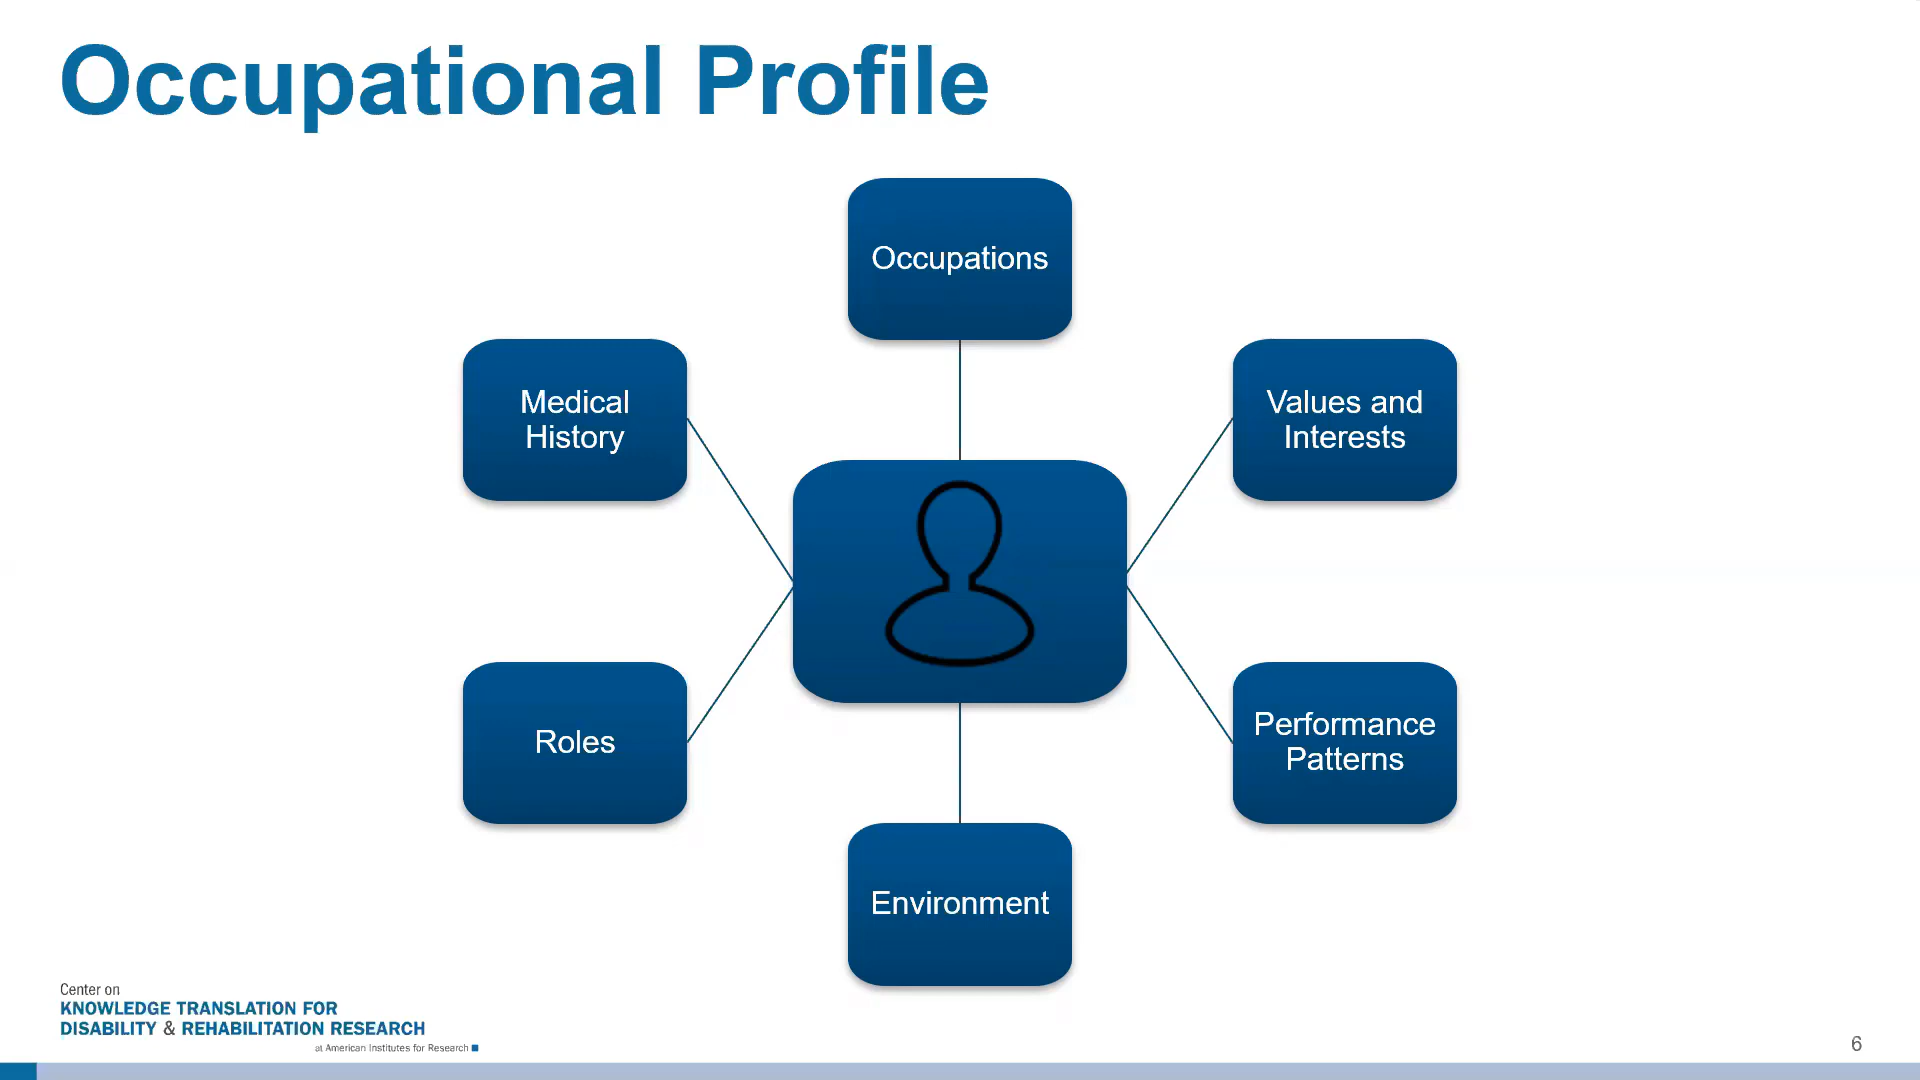 Occupational Profile
Occupations
Medical
History
Values and
Interests
Roles
Performance
Patterns
Environment
Center on
KNOWLEDGE TRANSLATION FOR
DISABILITY & REHABILITATION RESEARCH
at American Institutes for Research
6